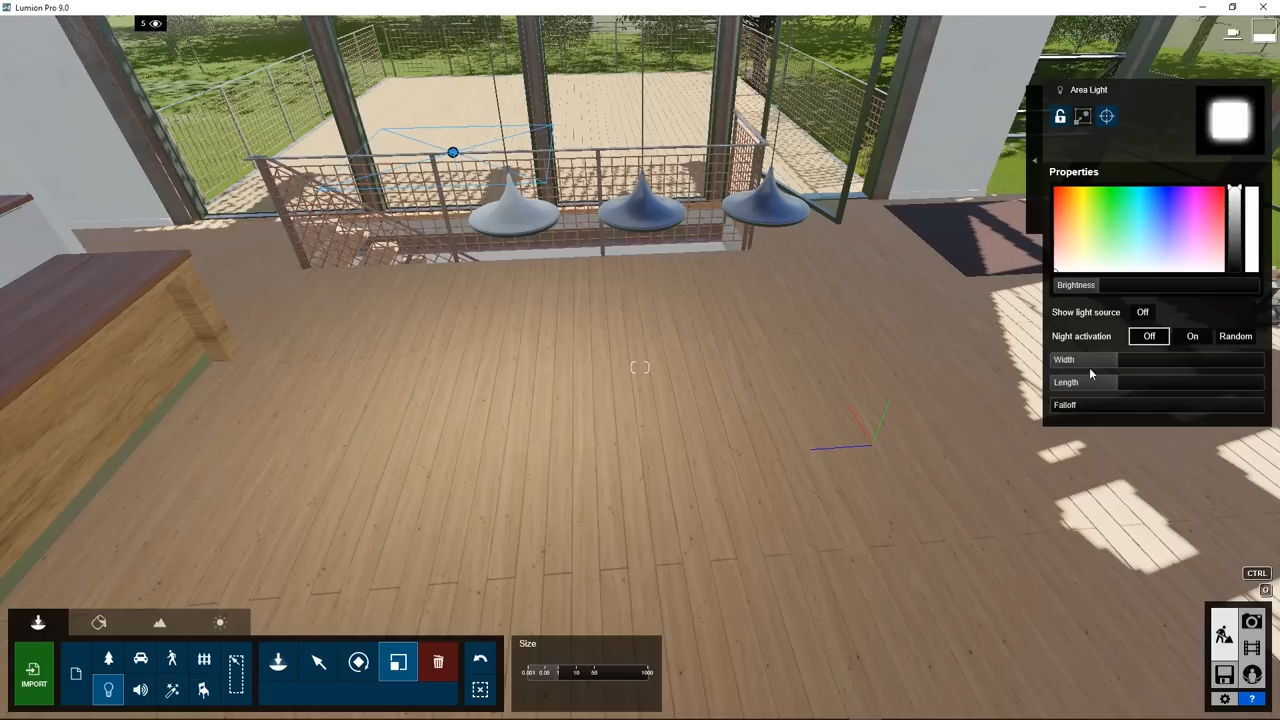 Lumion Pro 9.0
5
Area Light
Properties
Brightness
Show light source Off
Night activation Off On Random
Width
Length
Falloff
CTRL
O
IMPORT
Size
0.001 0.05 1 10 50 1000
?